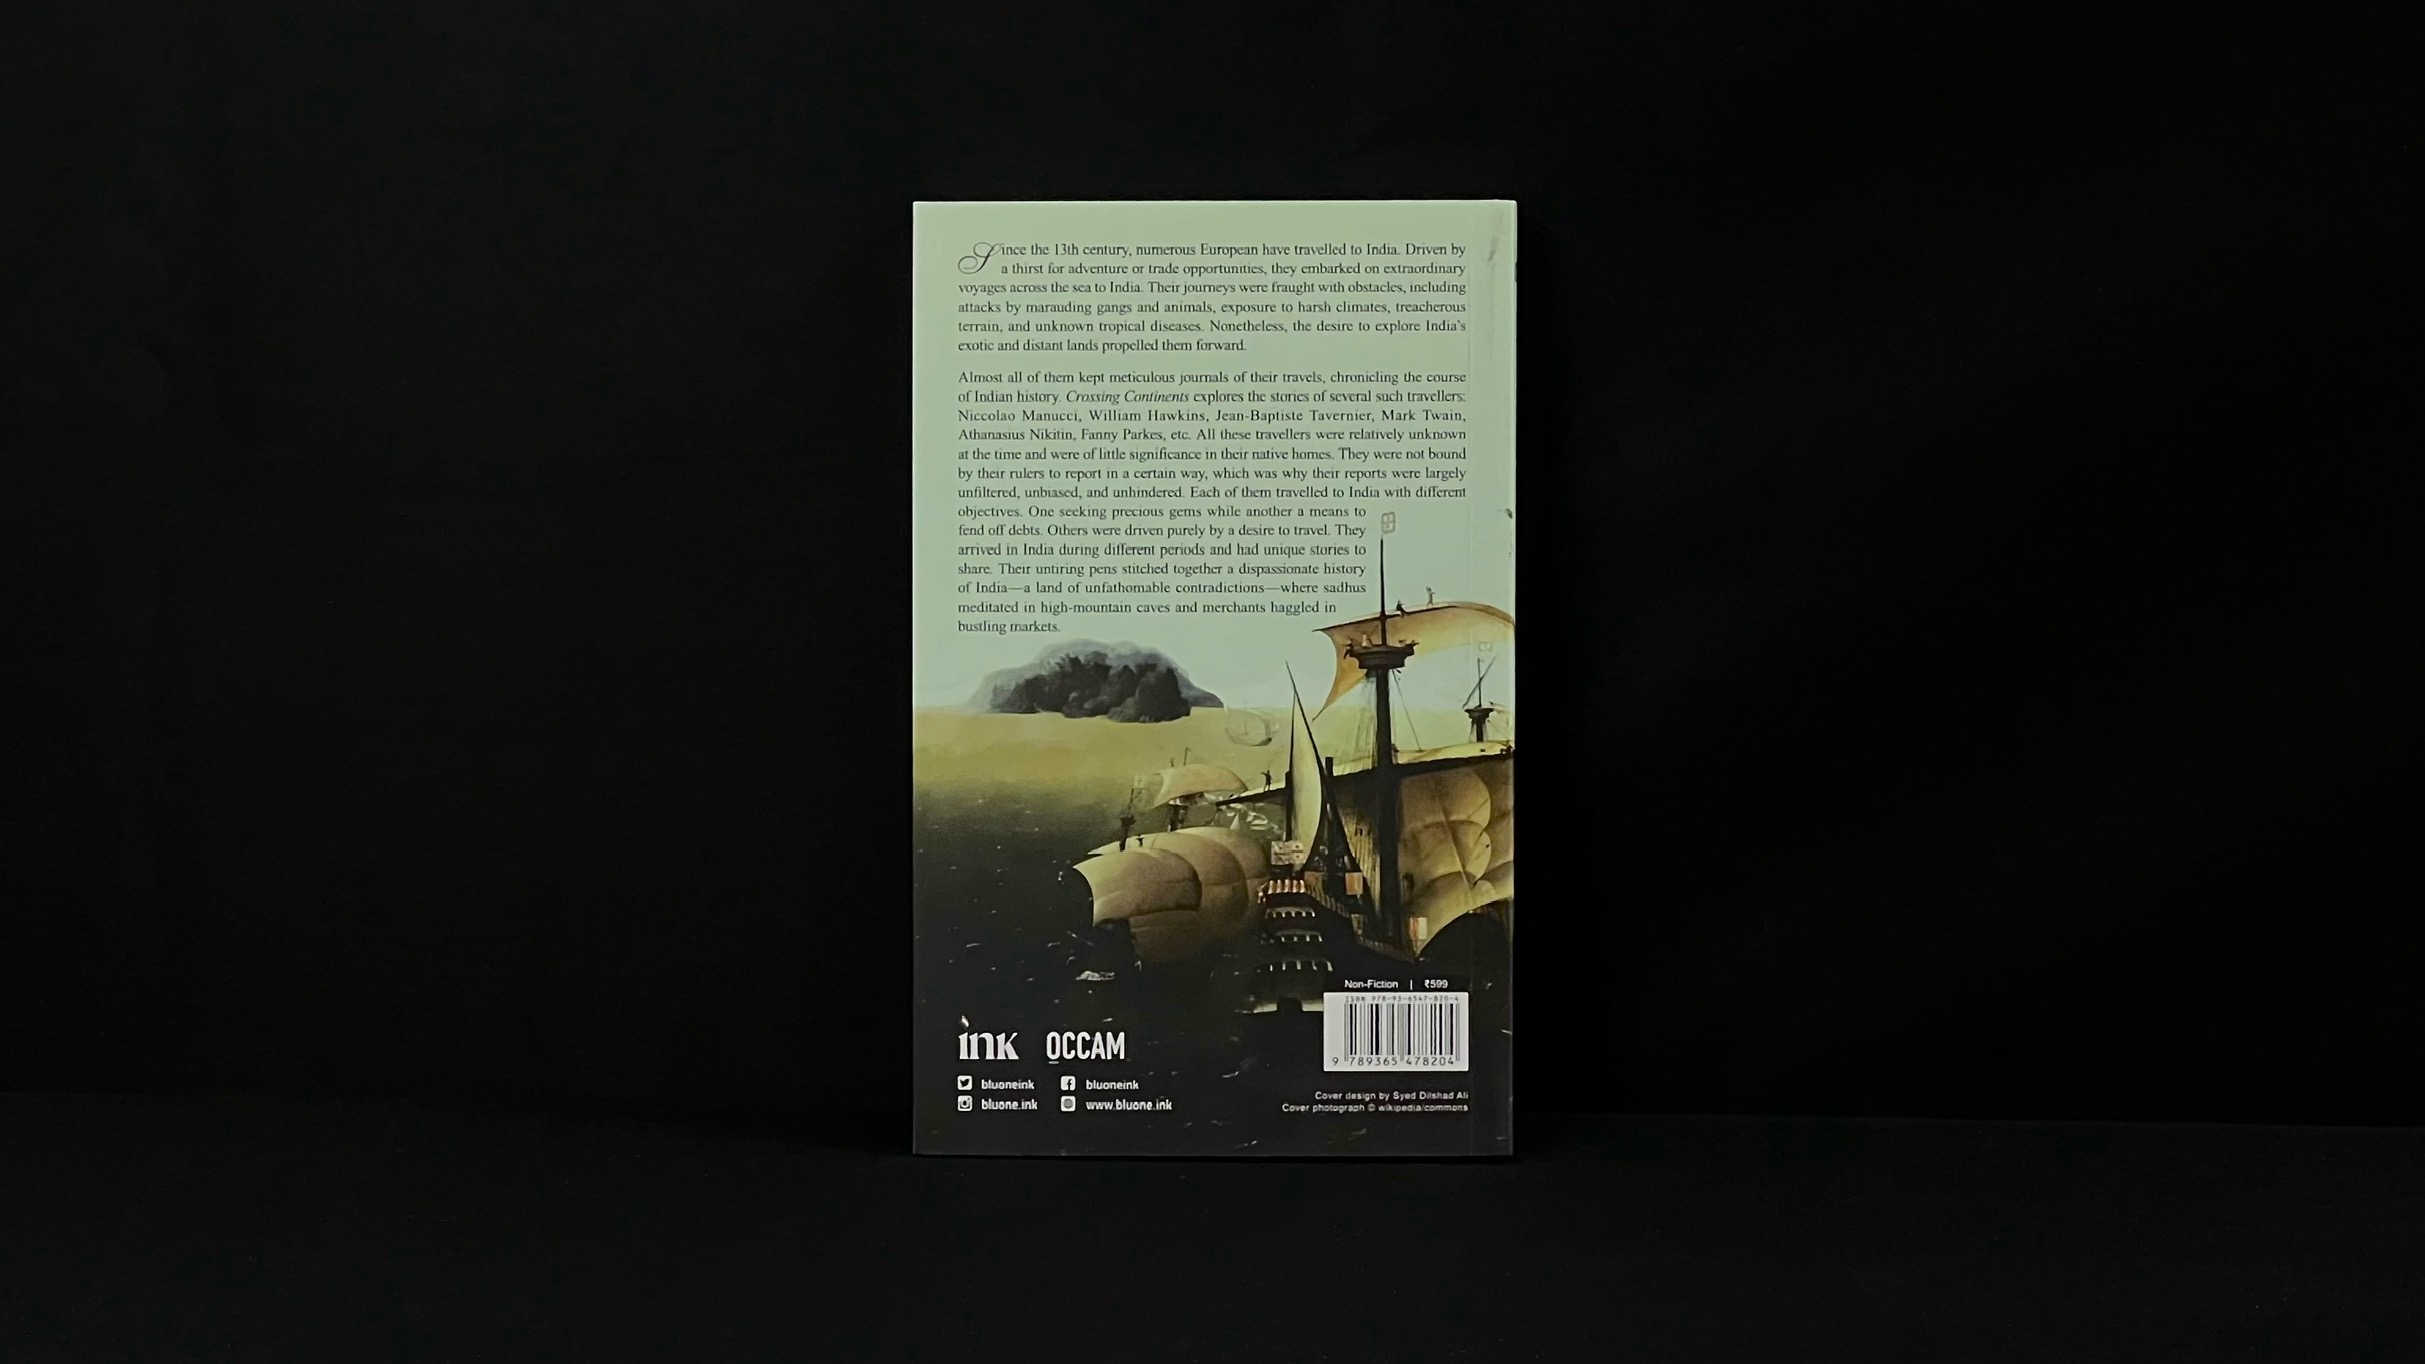 Since the 13th century, numerous European have travelled to India. Driven by
a thirst for adventure or trade opportunities, they embarked on extraordinary
voyages across the sea to India. Their journeys were fraught with obstacles, including
attacks by marauding gangs and animals, exposure to harsh climates, treacherous
terrain, and unknown tropical diseases. Nonetheless, the desire to explore India's
exotic and distant lands propelled them forward.
Almost all of them kept meticulous journals of their travels, chronicling the course
of Indian history. Crossing Continents explores the stories of several such travellers:
Niccolao Manucci, William Hawkins, Jean-Baptiste Tavernier, Mark Twain,
Athanasius Nikitin, Fanny Parkes, etc. All these travellers were relatively unknown
at the time and were of little significance in their native homes. They were not bound
by their rulers to report in a certain way, which was why their reports were largely
unfiltered, unbiased, and unhindered. Each of them travelled to India with different
objectives. One seeking precious gems while another a means to
fend off debts. Others were driven purely by a desire to travel. They
arrived in India during different periods and had unique stories to
share. Their untiring pens stitched together a dispassionate history
of India—a land of unfathomable contradictions—where sadhus
meditated in high-mountain caves and merchants haggled in
bustling markets.
Non-Fiction | ₹599
ISBN 978-93-6547-820-4
9 789365 478204
ink OCCAM
bluoneink bluoneink
bluone.ink www.bluone.ink
Cover design by Syed Dilshad Ali
Cover photograph © wikipedia/commons